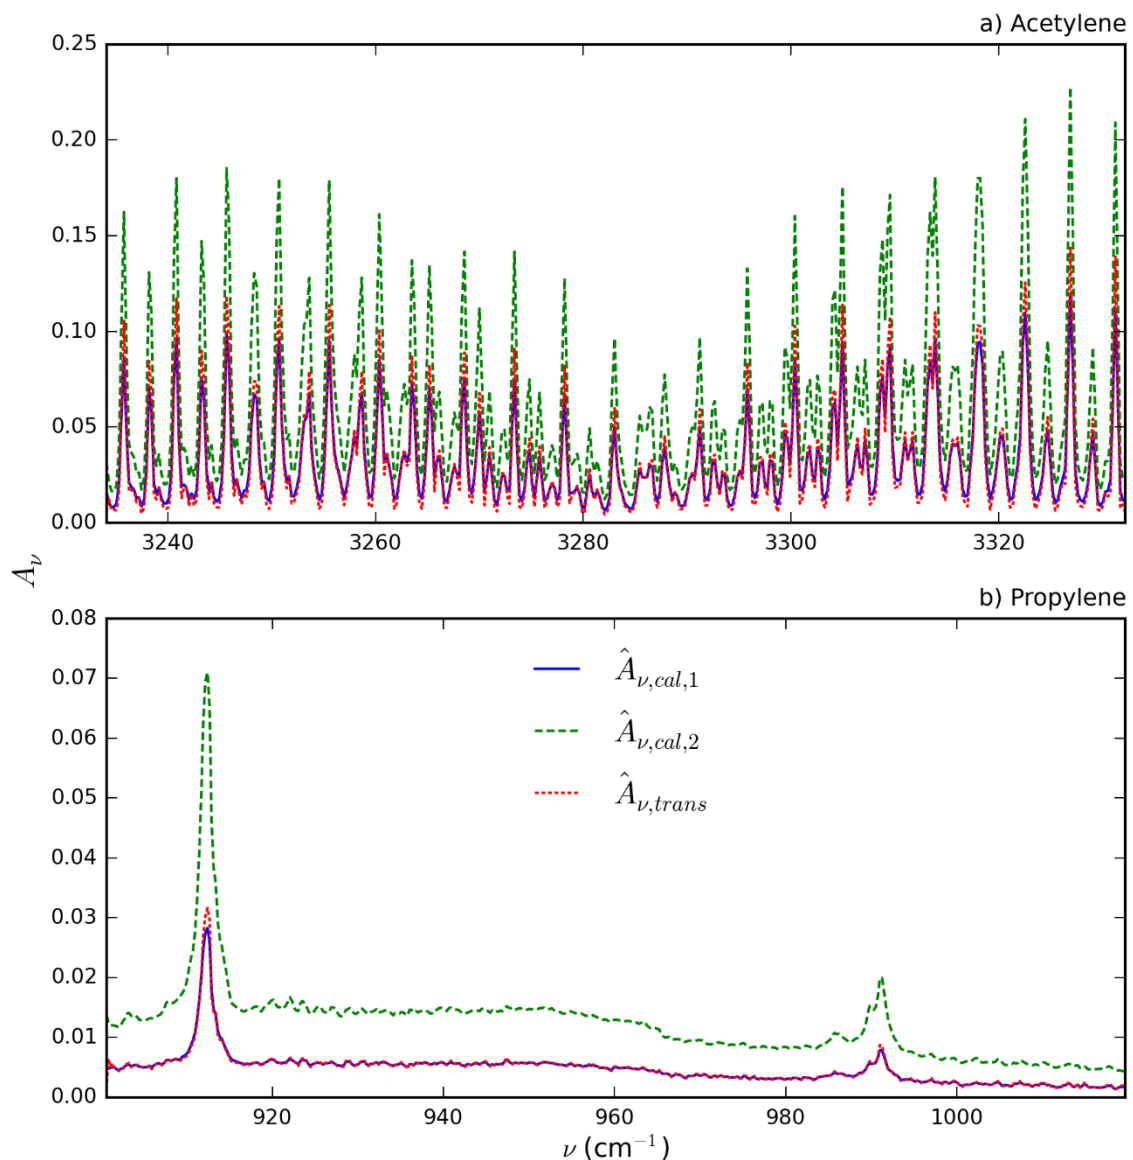 a) Acetylene
0.25
0.20
0.15
0.10
0.05
0.00
3240 3260 3280 3300 3320
A_ν
b) Propylene
0.08
0.07
0.06
0.05
0.04
0.03
0.02
0.01
0.00
Â_ν,cal,1
Â_ν,cal,2
Â_ν,trans
920 940 960 980 1000
ν (cm⁻¹)